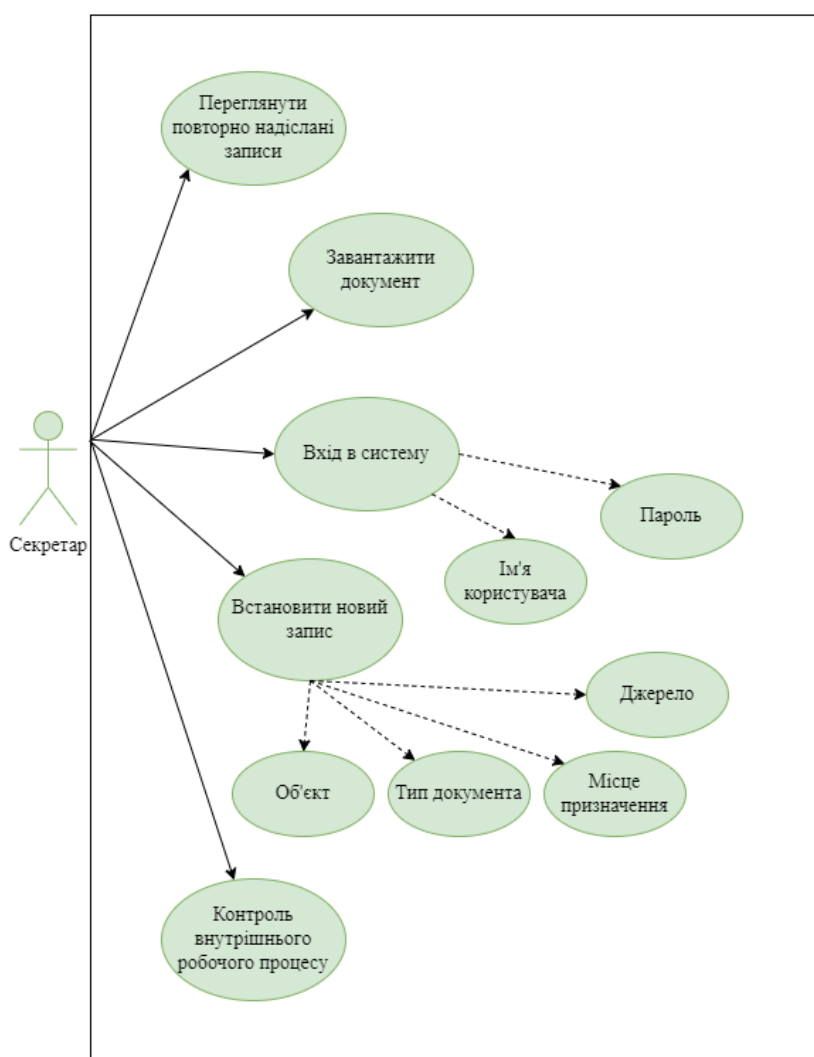 Переглянути
повторно надіслані
записи
Завантажити
документ
Вхід в систему
Пароль
Секретар
Ім'я
користувача
Встановити новий
запис
Джерело
Об'єкт
Тип документа
Місце
призначення
Контроль
внутрішнього
робочого процесу